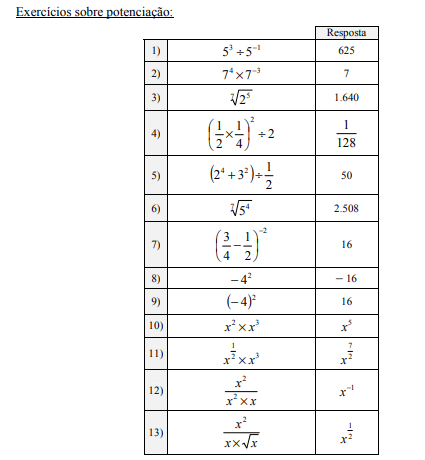 Exercícios sobre potenciação:
Resposta
1) 5³ ÷ 5⁻¹ 625
2) 7⁴ × 7⁻³ 7
3) ⁷√2⁵ 1.640
4) (1/2 × 1/4)² ÷ 2 1/128
5) (2⁴ + 3²) ÷ 1/2 50
6) ⁷√5⁴ 2.508
7) (3/4 − 1/2)⁻² 16
8) − 4² − 16
9) (− 4)² 16
10) x² × x³ x⁵
11) x^(1/2) × x³ x^(7/2)
12) x² / (x² × x) x⁻¹
13) x² / (x × √x) x^(1/2)